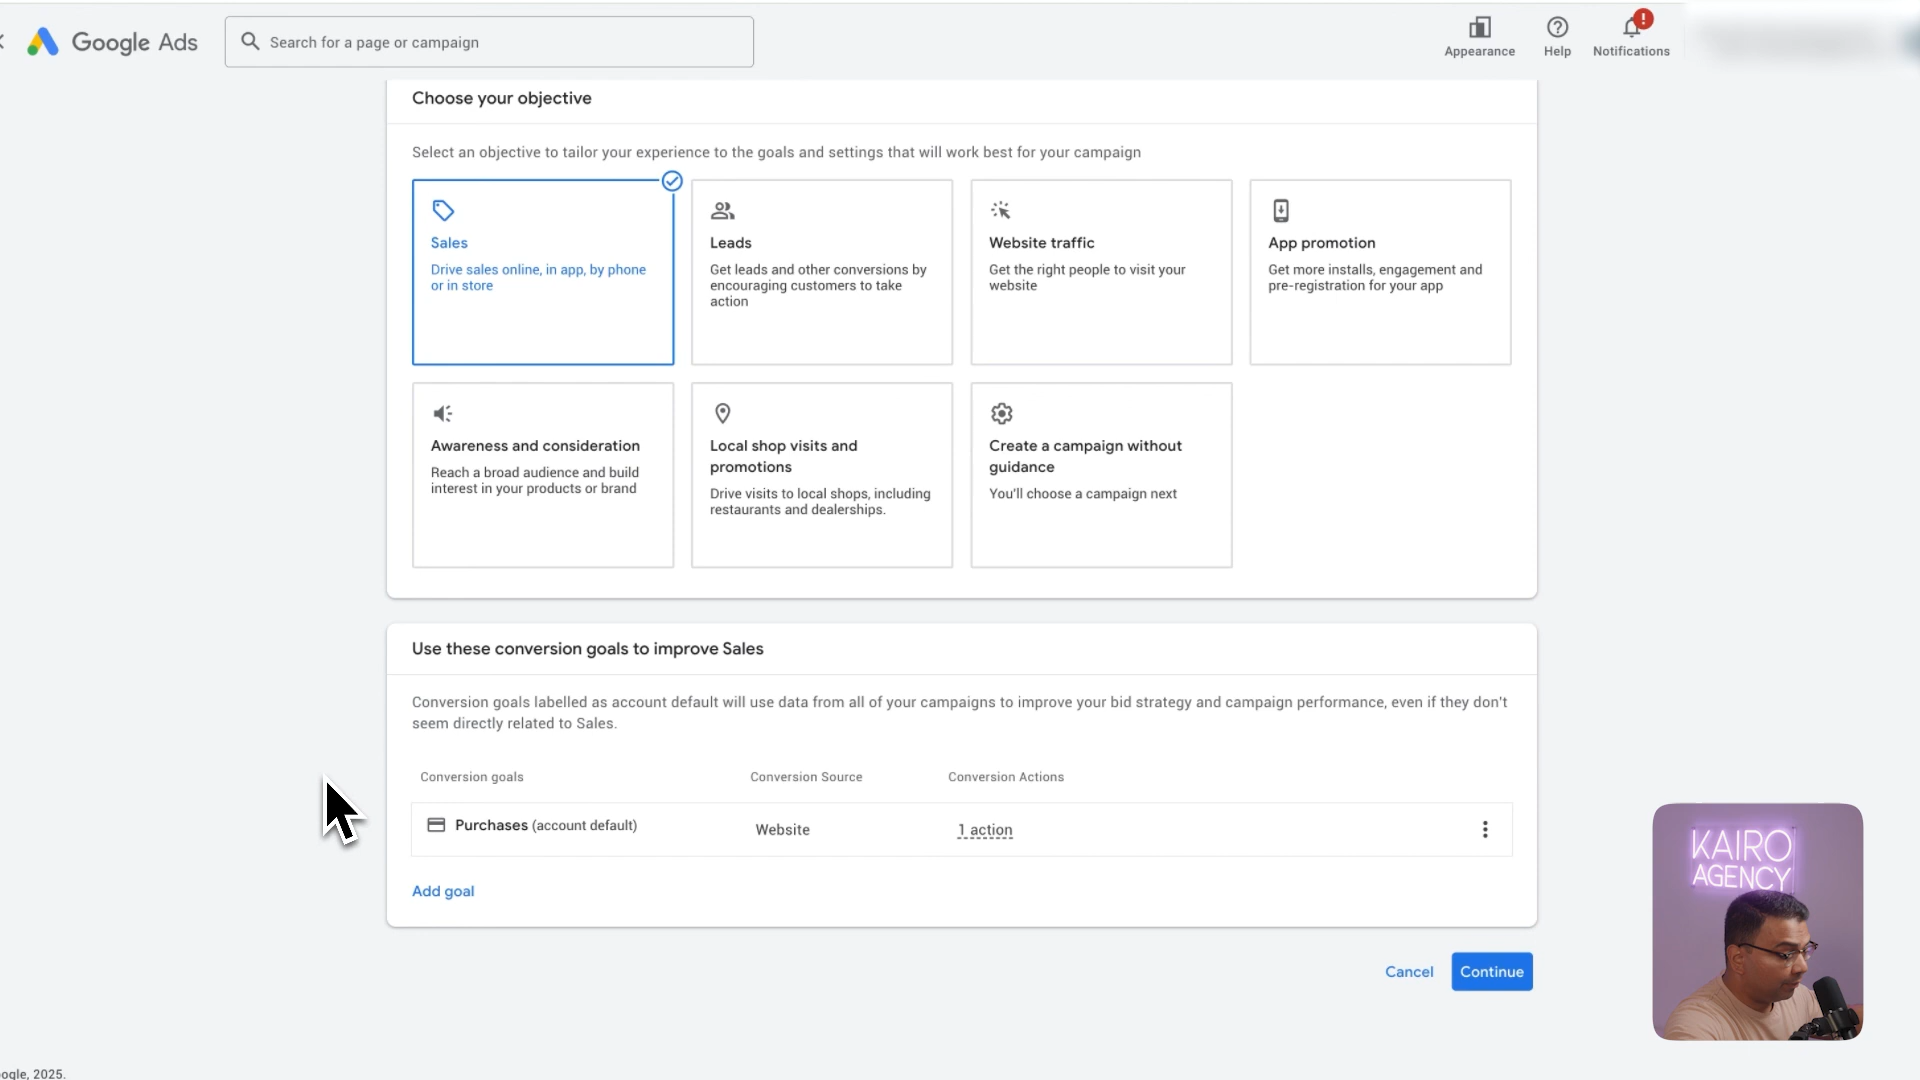 Google Ads
Search for a page or campaign
Appearance
Help
Notifications
Choose your objective
Select an objective to tailor your experience to the goals and settings that will work best for your campaign
Sales
Drive sales online, in app, by phone
or in store
Leads
Get leads and other conversions by
encouraging customers to take
action
Website traffic
Get the right people to visit your
website
App promotion
Get more installs, engagement and
pre-registration for your app
Awareness and consideration
Reach a broad audience and build
interest in your products or brand
Local shop visits and
promotions
Drive visits to local shops, including
restaurants and dealerships.
Create a campaign without
guidance
You'll choose a campaign next
Use these conversion goals to improve Sales
Conversion goals labelled as account default will use data from all of your campaigns to improve your bid strategy and campaign performance, even if they don't
seem directly related to Sales.
Conversion goals
Conversion Source
Conversion Actions
Purchases (account default)
Website
1 action
Add goal
Cancel
Continue
KAIRO
AGENCY
oogle, 2025.